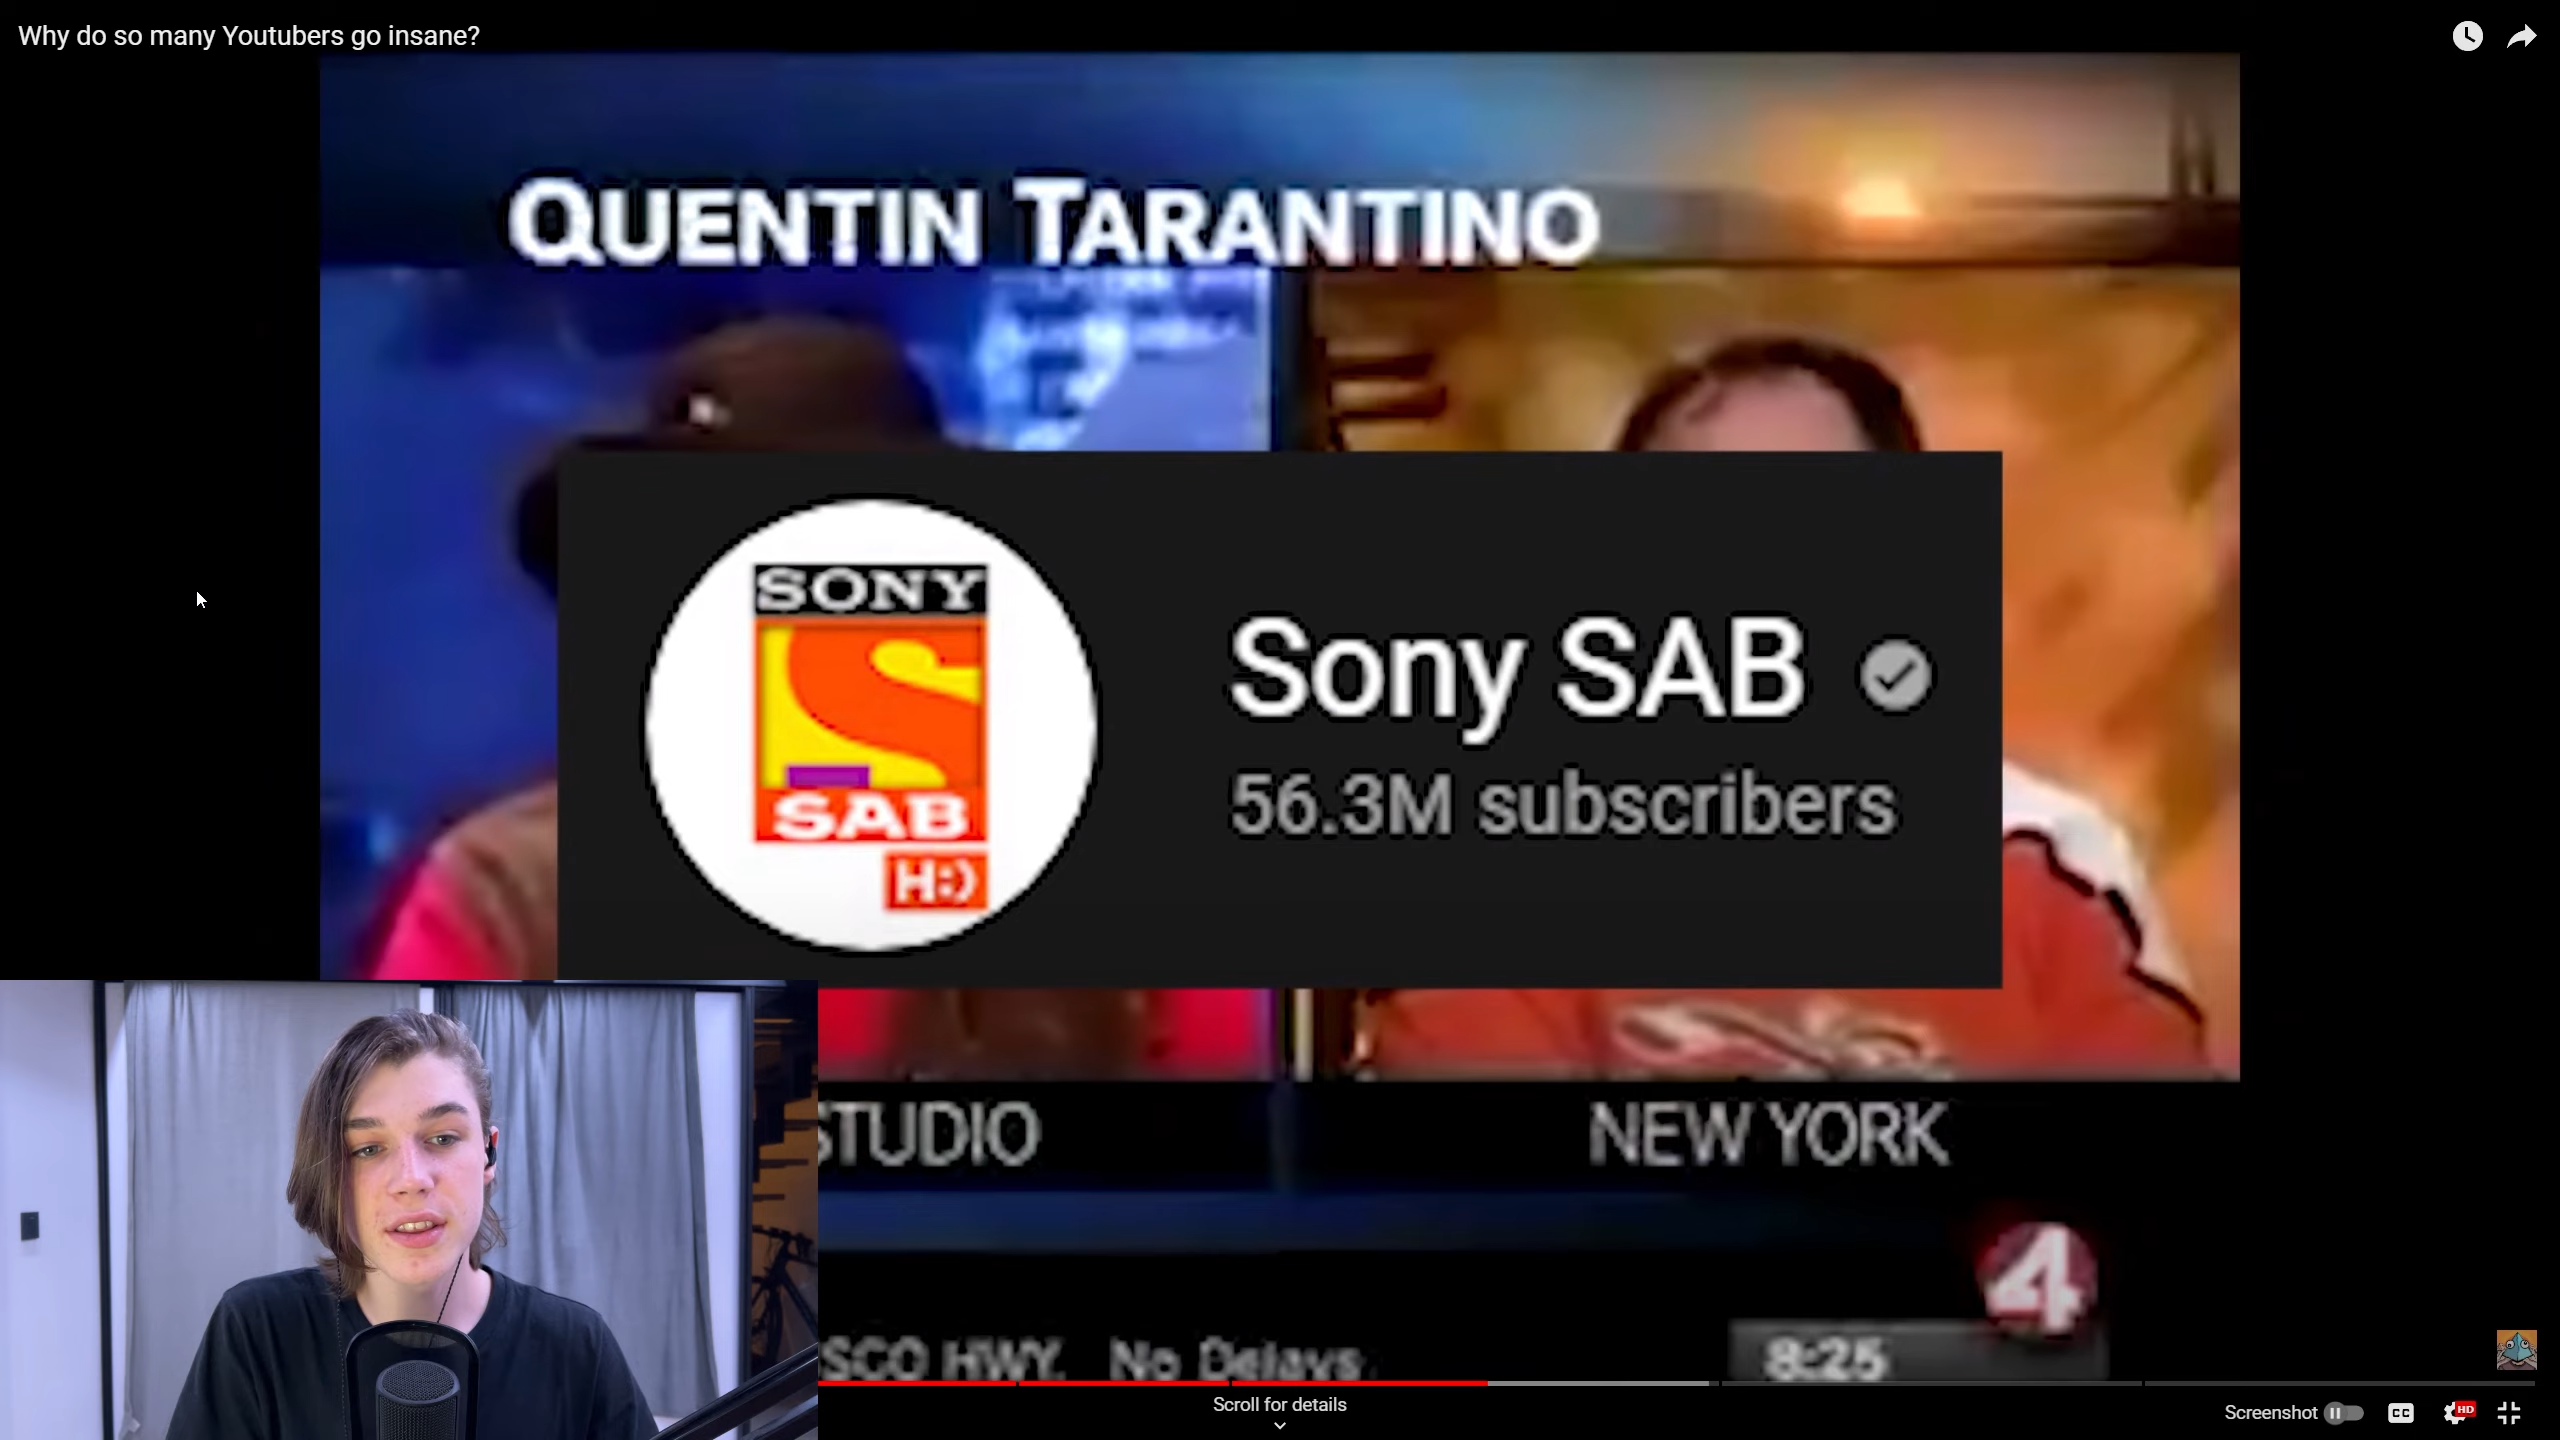 Why do so many Youtubers go insane?
QUENTIN TARANTINO
SONY
SAB
H:)
Sony SAB
56.3M subscribers
STUDIO
NEW YORK
4
SCO HWY. No Delays
8:25
Scroll for details
Screenshot
CC
HD